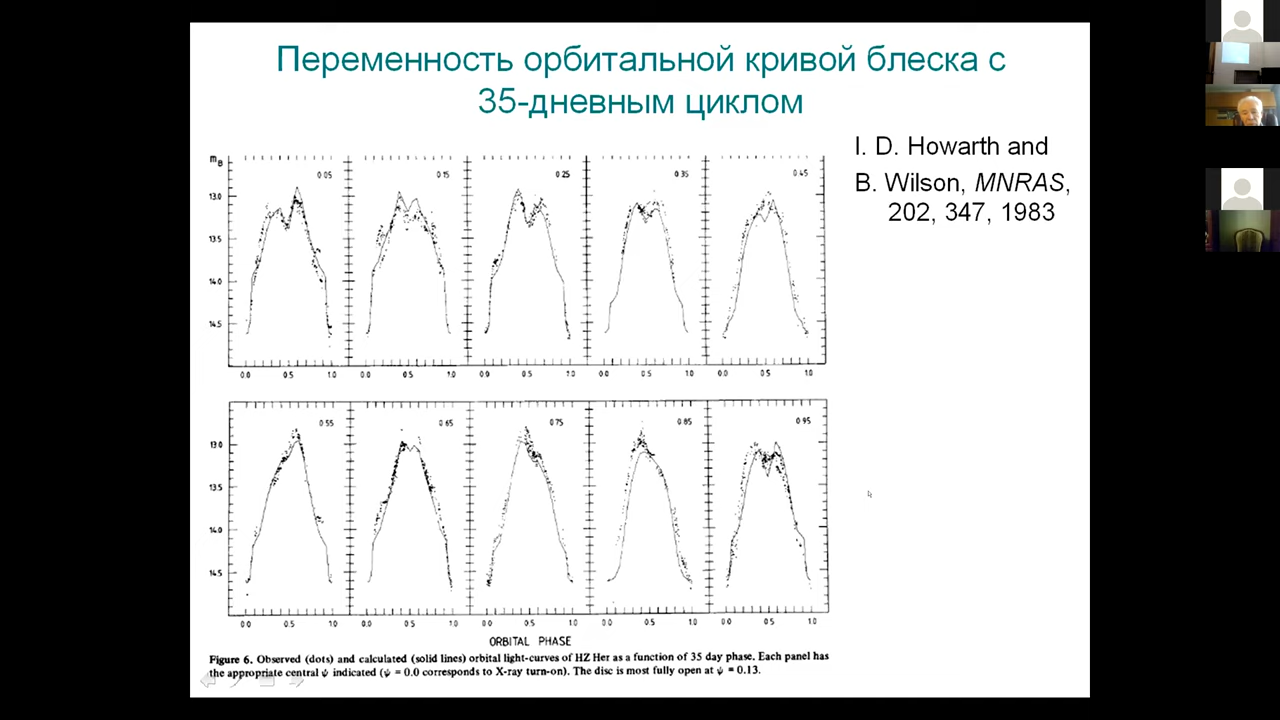 Переменность орбитальной кривой блеска с
35-дневным циклом
I. D. Howarth and
B. Wilson, MNRAS,
202, 347, 1983
mB
0.05 0.15 0.25 0.35 0.45
13.0
13.5
14.0
14.5
0.0 0.5 1.0 0.0 0.5 1.0 0.0 0.5 1.0 0.0 0.5 1.0 0.0 0.5 1.0
0.55 0.65 0.75 0.85 0.95
13.0
13.5
14.0
14.5
0.0 0.5 1.0 0.0 0.5 1.0 0.0 0.5 1.0 0.0 0.5 1.0 0.0 0.5 1.0
ORBITAL PHASE
Figure 6. Observed (dots) and calculated (solid lines) orbital light-curves of HZ Her as a function of 35 day phase. Each panel has
the appropriate central ψ indicated (ψ = 0.0 corresponds to X-ray turn-on). The disc is most fully open at ψ = 0.13.